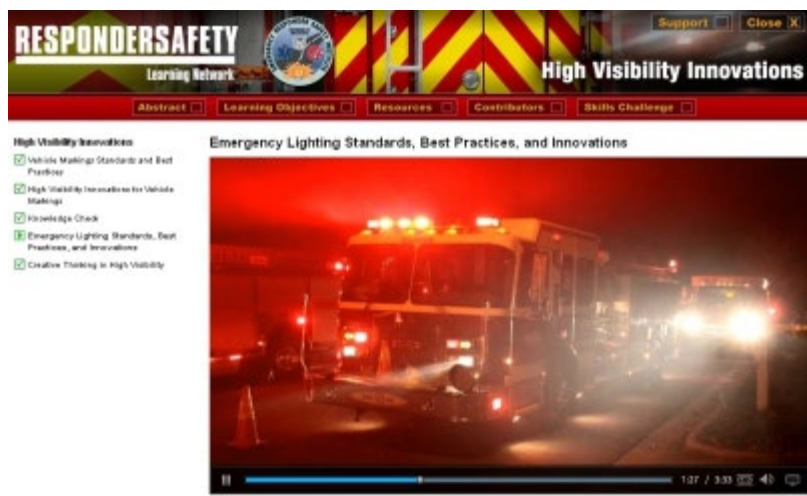 Support
Close X
RESPONDERSAFETY
Learning Network
High Visibility Innovations
Abstract
Learning Objectives
Resources
Contributors
Skills Challenge
High Visibility Innovations
Emergency Lighting Standards, Best Practices, and Innovations
Vehicle Markings Standards and Best
Practices
High Visibility Innovations for Vehicle
Markings
Knowledge Check
Emergency Lighting Standards, Best
Practices, and Innovations
Creative Thinking in High Visibility
1:37 / 3:33